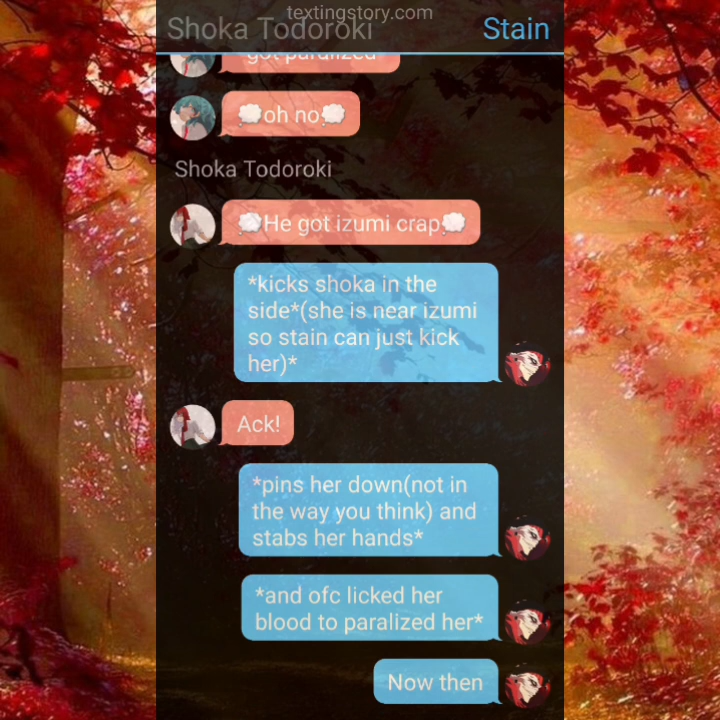 textingstory.com
Shoka Todoroki Stain
got paralized
💭oh no💭
Shoka Todoroki
💭He got izumi crap💭
*kicks shoka in the
side*(she is near izumi
so stain can just kick
her)*
Ack!
*pins her down(not in
the way you think) and
stabs her hands*
*and ofc licked her
blood to paralized her*
Now then